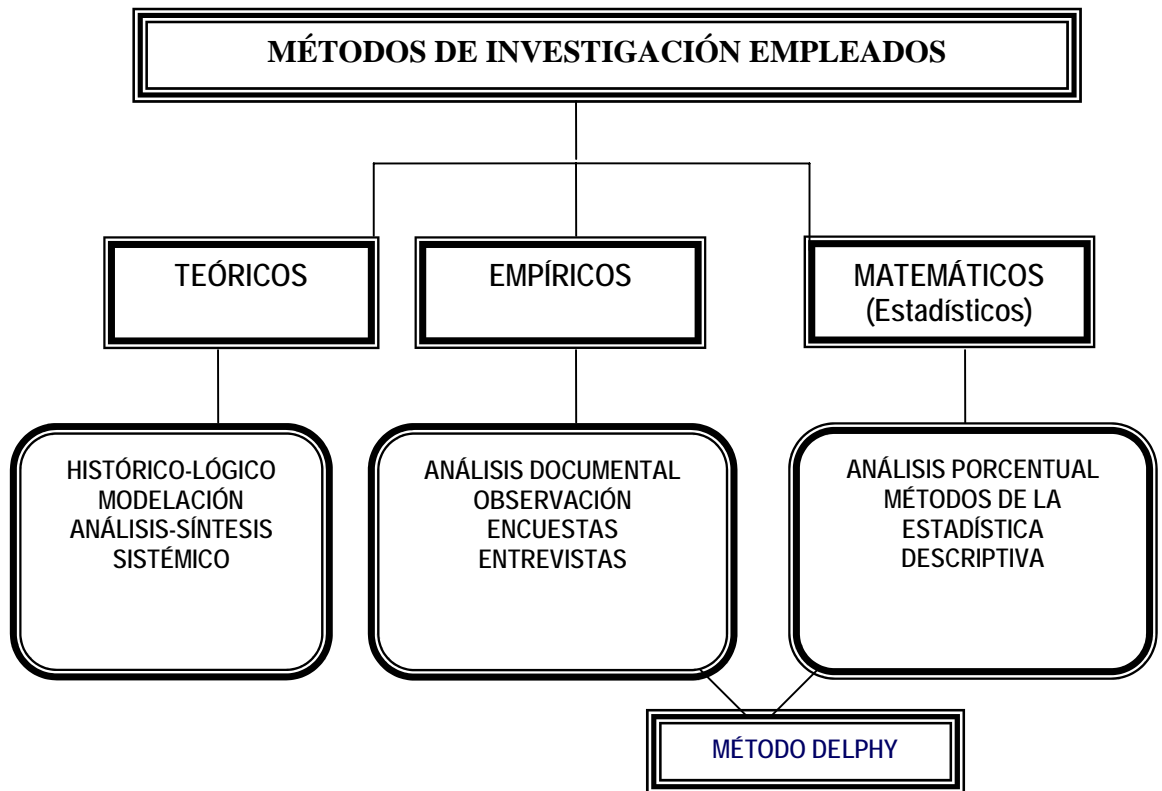 MÉTODOS DE INVESTIGACIÓN EMPLEADOS
TEÓRICOS
EMPÍRICOS
MATEMÁTICOS
(Estadísticos)
HISTÓRICO-LÓGICO
MODELACIÓN
ANÁLISIS-SÍNTESIS
SISTÉMICO
ANÁLISIS DOCUMENTAL
OBSERVACIÓN
ENCUESTAS
ENTREVISTAS
ANÁLISIS PORCENTUAL
MÉTODOS DE LA
ESTADÍSTICA
DESCRIPTIVA
MÉTODO DELPHY